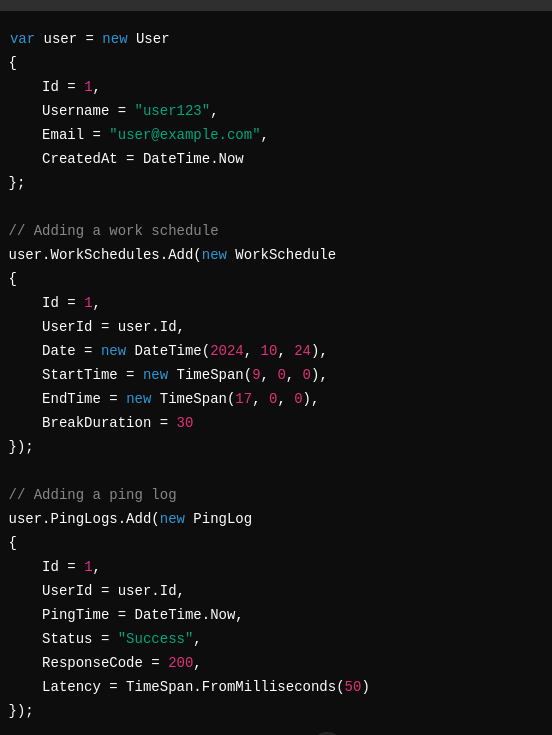 var user = new User
{
    Id = 1,
    Username = "user123",
    Email = "user@example.com",
    CreatedAt = DateTime.Now
};

// Adding a work schedule
user.WorkSchedules.Add(new WorkSchedule
{
    Id = 1,
    UserId = user.Id,
    Date = new DateTime(2024, 10, 24),
    StartTime = new TimeSpan(9, 0, 0),
    EndTime = new TimeSpan(17, 0, 0),
    BreakDuration = 30
});

// Adding a ping log
user.PingLogs.Add(new PingLog
{
    Id = 1,
    UserId = user.Id,
    PingTime = DateTime.Now,
    Status = "Success",
    ResponseCode = 200,
    Latency = TimeSpan.FromMilliseconds(50)
});